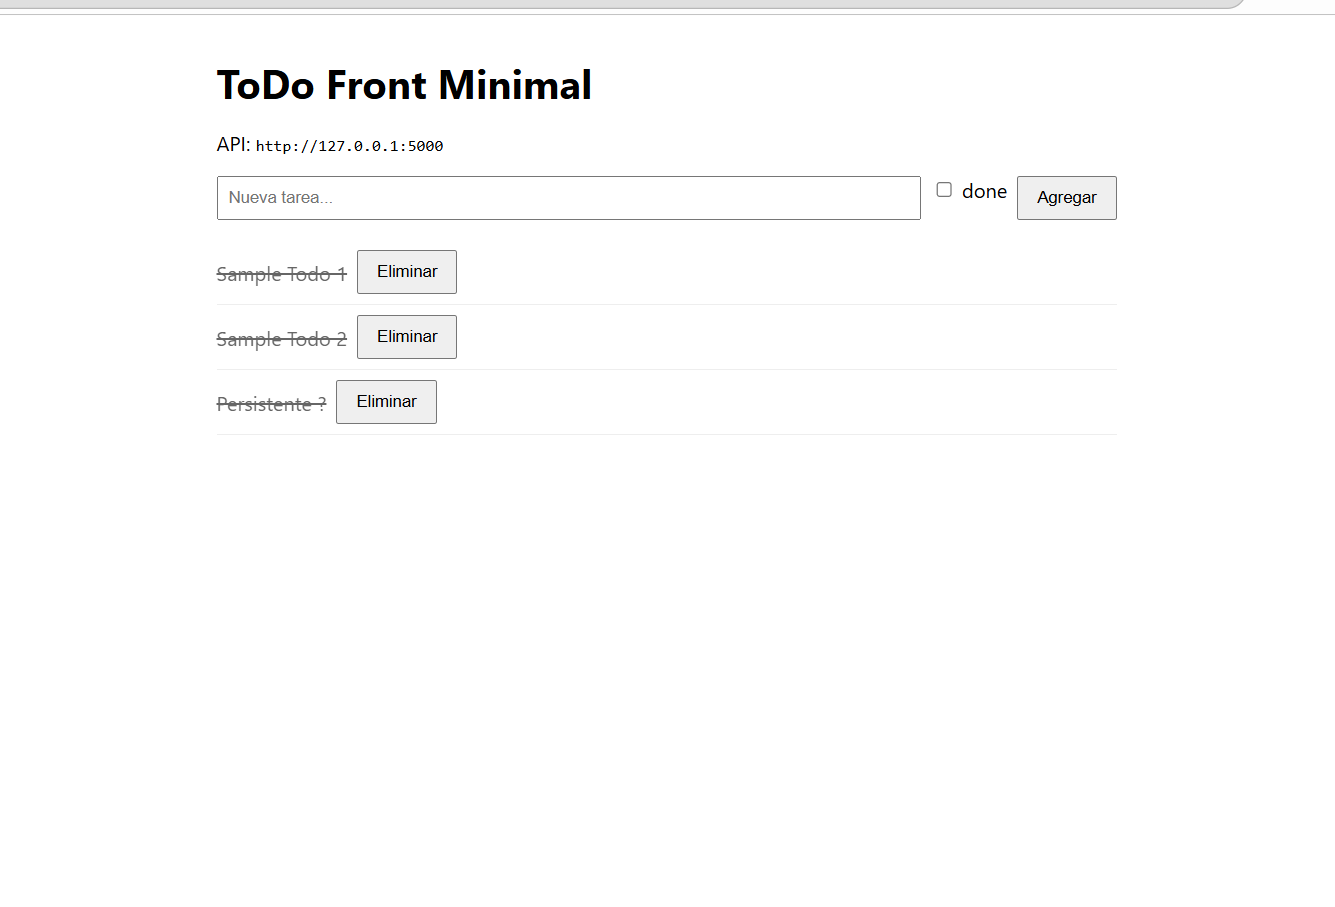 ToDo Front Minimal
API: http://127.0.0.1:5000
Nueva tarea... done Agregar
Sample Todo 1 Eliminar
Sample Todo 2 Eliminar
Persistente ? Eliminar